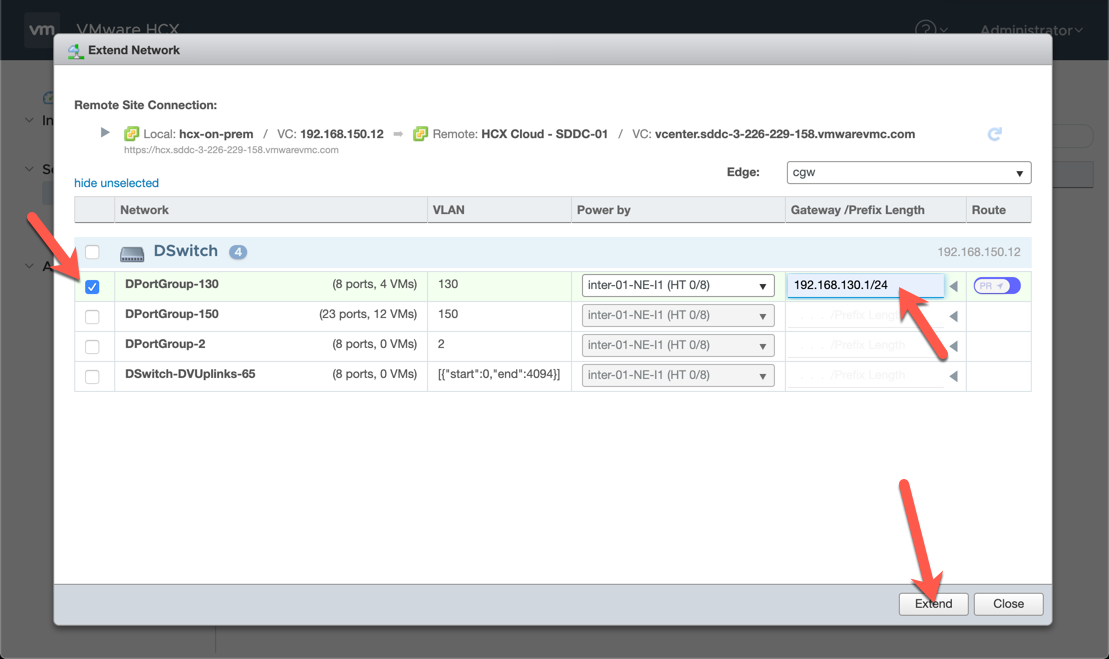 vm VMware HCX
Administrator
Extend Network
Remote Site Connection:
Local: hcx-on-prem / VC: 192.168.150.12 Remote: HCX Cloud - SDDC-01 / VC: vcenter.sddc-3-226-229-158.vmwarevmc.com
https://hcx.sddc-3-226-229-158.vmwarevmc.com
Edge: cgw
hide unselected
Network VLAN Power by Gateway /Prefix Length Route
DSwitch 4 192.168.150.12
DPortGroup-130 (8 ports, 4 VMs) 130 inter-01-NE-I1 (HT 0/8) 192.168.130.1/24 PR
DPortGroup-150 (23 ports, 12 VMs) 150 inter-01-NE-I1 (HT 0/8) . . . /Prefix Length
DPortGroup-2 (8 ports, 0 VMs) 2 inter-01-NE-I1 (HT 0/8) . . . /Prefix Length
DSwitch-DVUplinks-65 (8 ports, 0 VMs) [{"start":0,"end":4094}] inter-01-NE-I1 (HT 0/8) . . . /Prefix Length
Extend Close